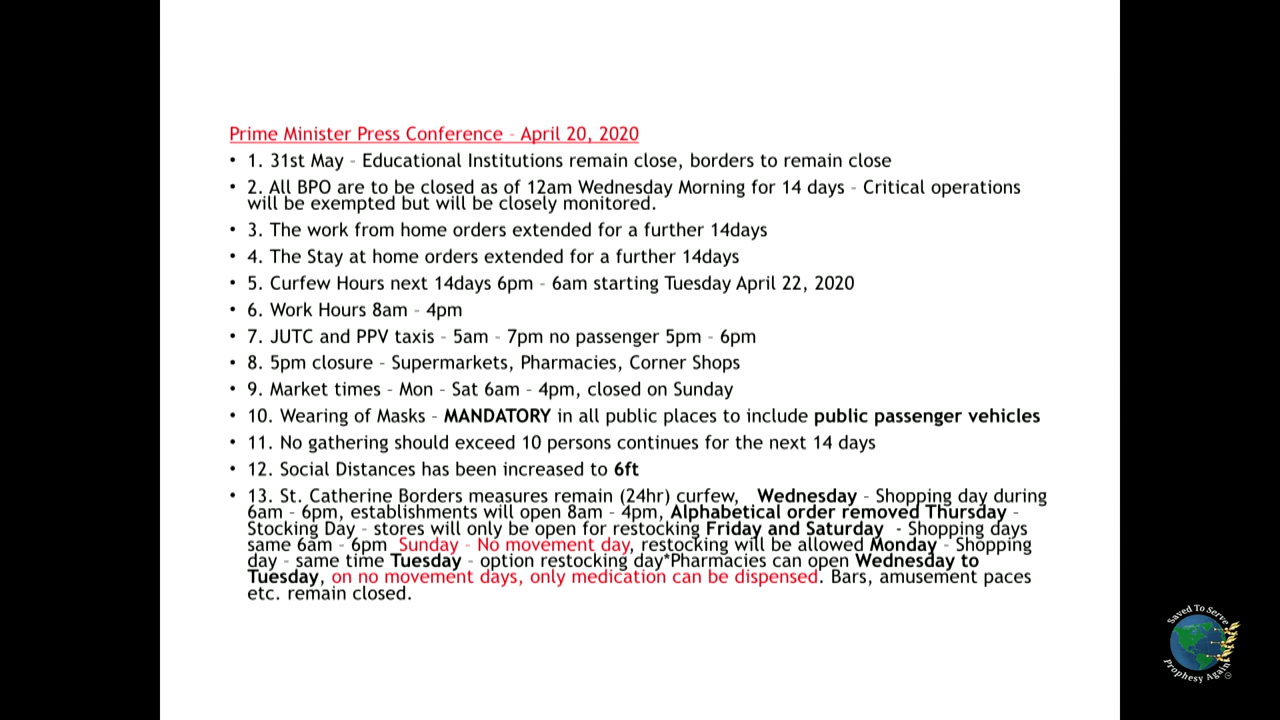 Prime Minister Press Conference - April 20, 2020
• 1. 31st May - Educational Institutions remain close, borders to remain close
• 2. All BPO are to be closed as of 12am Wednesday Morning for 14 days - Critical operations
will be exempted but will be closely monitored.
• 3. The work from home orders extended for a further 14days
• 4. The Stay at home orders extended for a further 14days
• 5. Curfew Hours next 14days 6pm - 6am starting Tuesday April 22, 2020
• 6. Work Hours 8am - 4pm
• 7. JUTC and PPV taxis - 5am - 7pm no passenger 5pm - 6pm
• 8. 5pm closure - Supermarkets, Pharmacies, Corner Shops
• 9. Market times - Mon - Sat 6am - 4pm, closed on Sunday
• 10. Wearing of Masks - MANDATORY in all public places to include public passenger vehicles
• 11. No gathering should exceed 10 persons continues for the next 14 days
• 12. Social Distances has been increased to 6ft
• 13. St. Catherine Borders measures remain (24hr) curfew, Wednesday - Shopping day during
6am - 6pm, establishments will open 8am - 4pm, Alphabetical order removed Thursday -
Stocking Day - stores will only be open for restocking Friday and Saturday - Shopping days
same 6am - 6pm Sunday - No movement day, restocking will be allowed Monday - Shopping
day - same time Tuesday - option restocking day*Pharmacies can open Wednesday to
Tuesday, on no movement days, only medication can be dispensed. Bars, amusement paces
etc. remain closed.
Saved To Serve
Prophesy Again